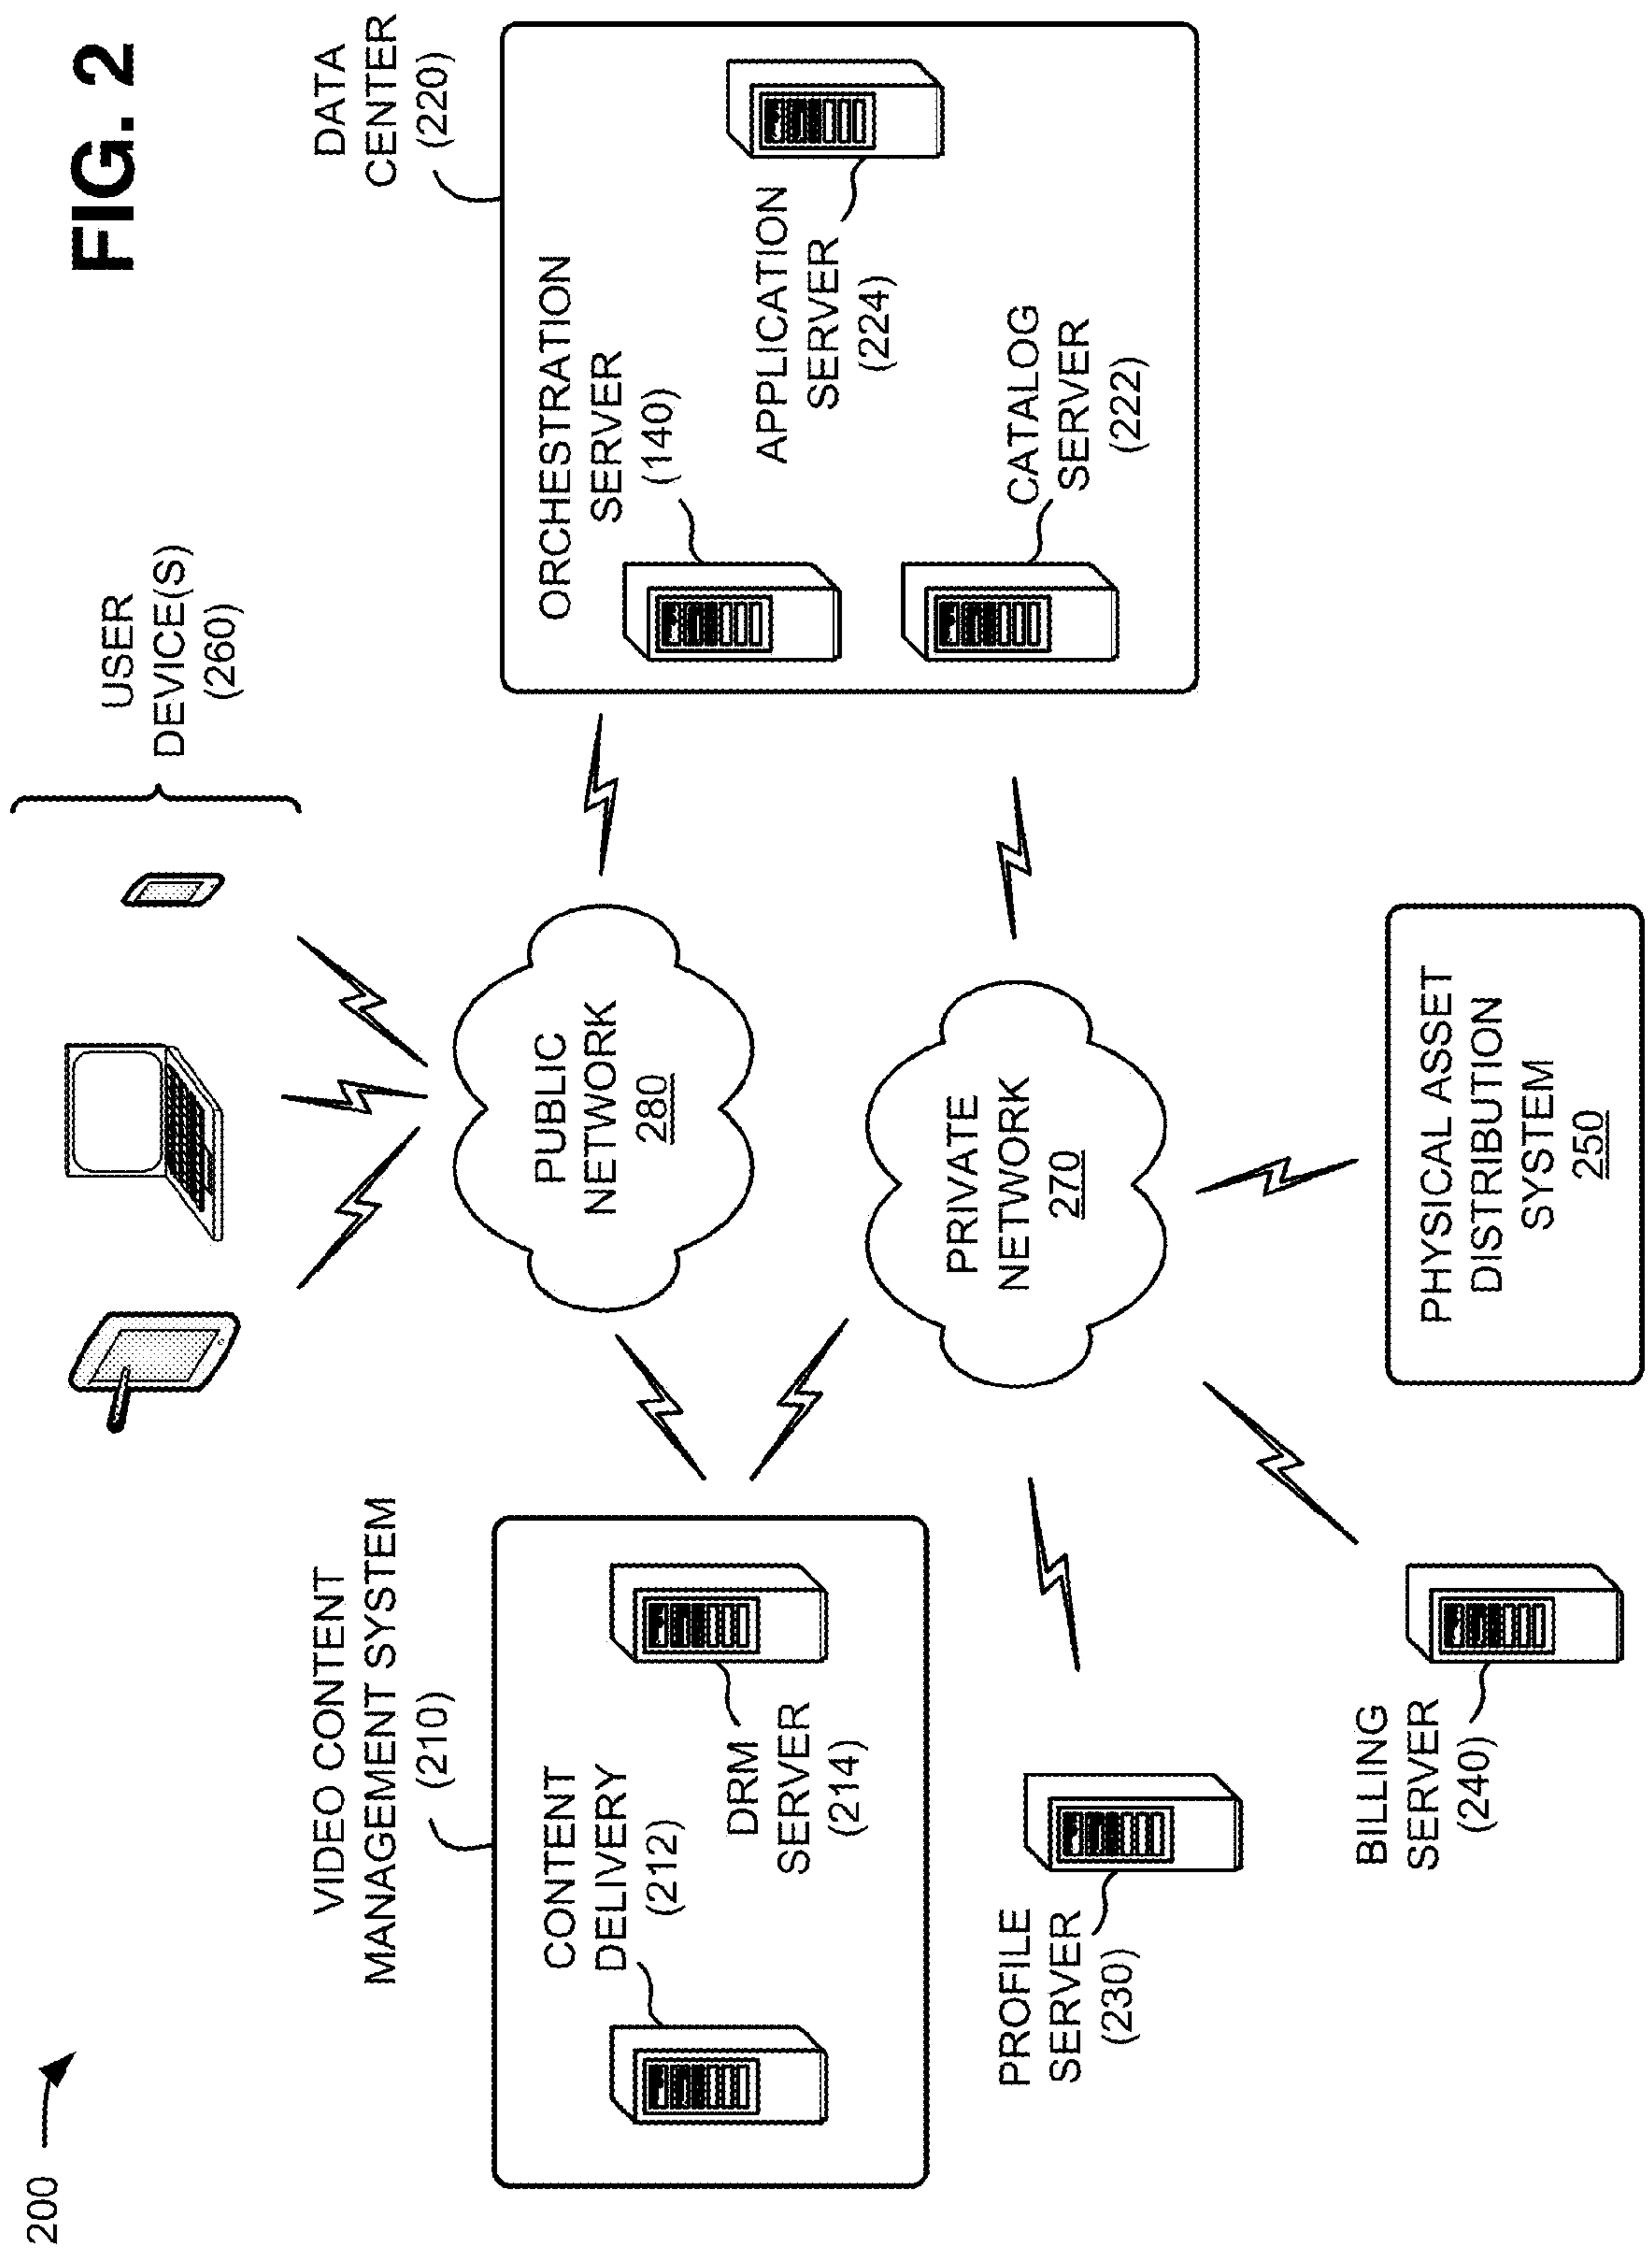 FIG. 2
200
USER
DEVICE(S)
(260)
VIDEO CONTENT
MANAGEMENT SYSTEM
(210)
DATA
CENTER
(220)
CONTENT
DELIVERY
(212)
DRM
SERVER
(214)
PUBLIC
NETWORK
280
ORCHESTRATION
SERVER
(140)
APPLICATION
SERVER
(224)
CATALOG
SERVER
(222)
PRIVATE
NETWORK
270
PROFILE
SERVER
(230)
BILLING
SERVER
(240)
PHYSICAL ASSET
DISTRIBUTION
SYSTEM
250